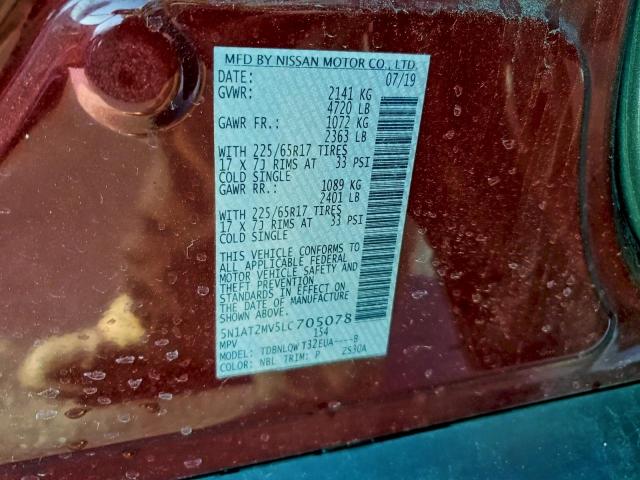 MFD BY NISSAN MOTOR CO., LTD.
DATE: 07/19
GVWR: 2141 KG
4720 LB
GAWR FR.: 1072 KG
2363 LB
WITH 225/65R17 TIRES
17 X 7J RIMS AT 33 PSI
COLD SINGLE
GAWR RR.: 1089 KG
2401 LB
WITH 225/65R17 TIRES
17 X 7J RIMS AT 33 PSI
COLD SINGLE
THIS VEHICLE CONFORMS TO
ALL APPLICABLE FEDERAL
MOTOR VEHICLE SAFETY AND
THEFT PREVENTION
STANDARDS IN EFFECT ON
THE DATE OF MANUFACTURE
SHOWN ABOVE.
5N1AT2MV5LC705078
MPV 154
MODEL: TDBNLQW T32EUA----B
COLOR: NBL TRIM: P ZS30A